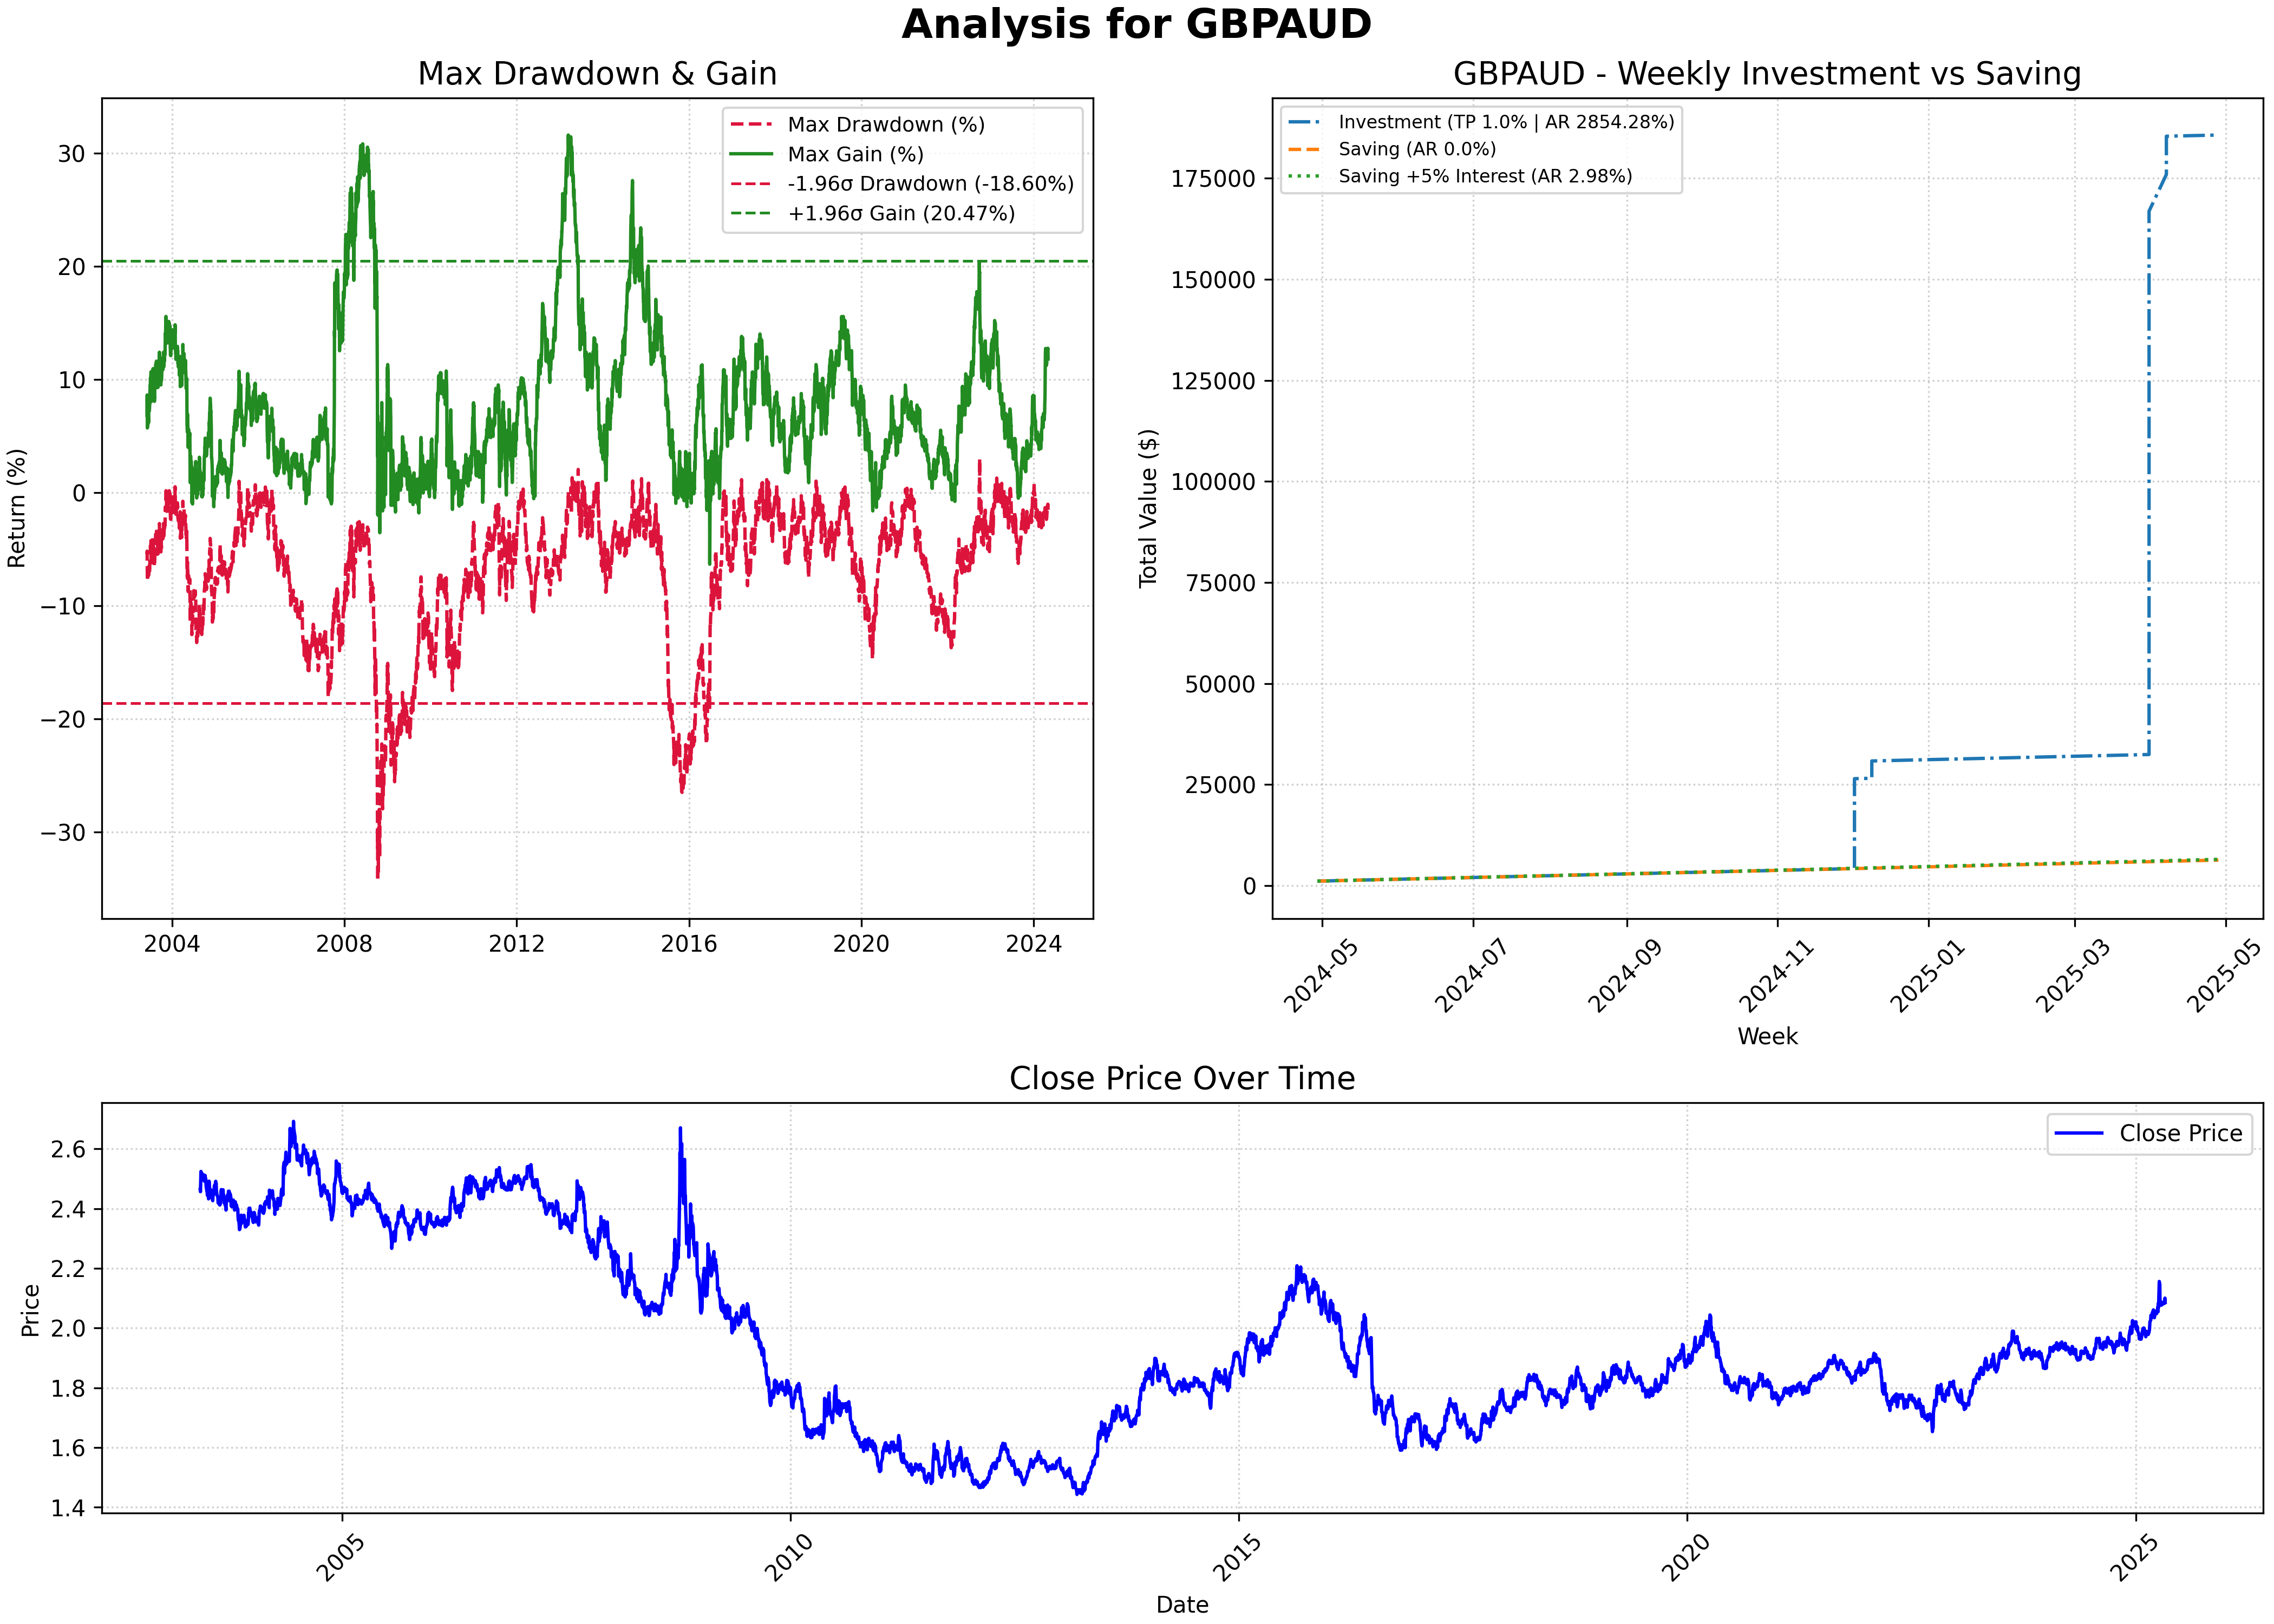 Analysis for GBPAUD
Max Drawdown & Gain
Return (%)
30
20
10
0
−10
−20
−30
2004
2008
2012
2016
2020
2024
Max Drawdown (%)
Max Gain (%)
-1.96σ Drawdown (-18.60%)
+1.96σ Gain (20.47%)
GBPAUD - Weekly Investment vs Saving
Total Value ($)
175000
150000
125000
100000
75000
50000
25000
0
Investment (TP 1.0% | AR 2854.28%)
Saving (AR 0.0%)
Saving +5% Interest (AR 2.98%)
2024-05
2024-07
2024-09
2024-11
2025-01
2025-03
2025-05
Week
Close Price Over Time
Price
2.6
2.4
2.2
2.0
1.8
1.6
1.4
Close Price
2005
2010
2015
2020
2025
Date